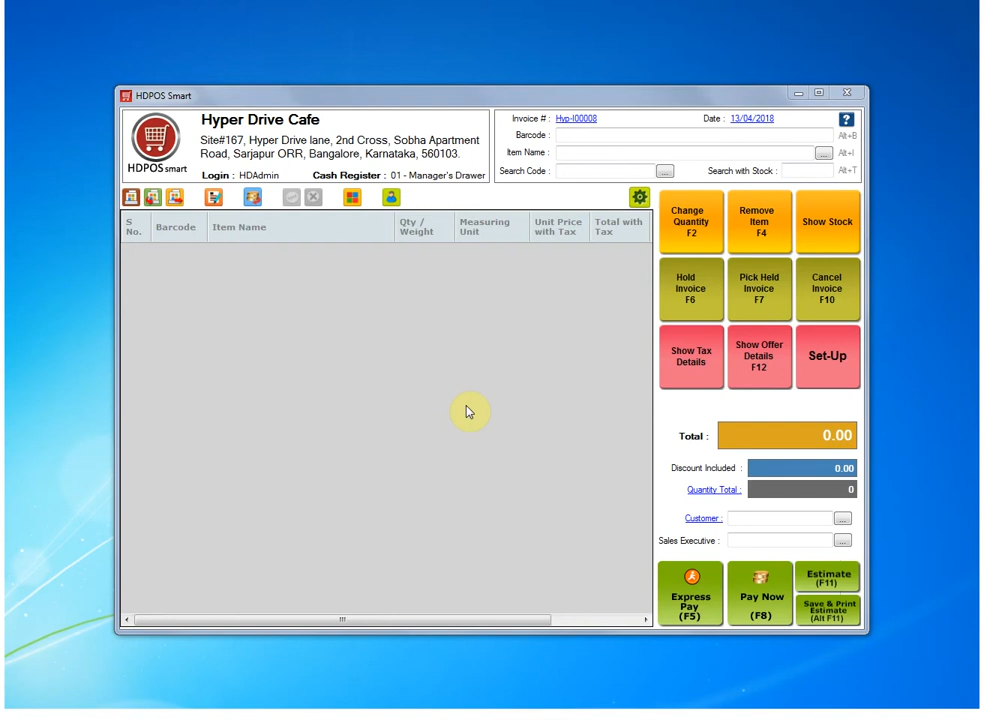 HDPOS Smart
Hyper Drive Cafe
Site#167, Hyper Drive lane, 2nd Cross, Sobha Apartment
Road, Sarjapur ORR, Bangalore, Karnataka, 560103.
HDPOS smart
Login : HDAdmin Cash Register : 01 - Manager's Drawer
Invoice # : Hyp-I00008 Date : 13/04/2018 ?
Barcode : Alt+B
Item Name : ... Alt+I
Search Code : ... Search with Stock : Alt+T
S No. Barcode Item Name Qty / Weight Measuring Unit Unit Price with Tax Total with Tax
Change Quantity F2
Remove Item F4
Show Stock
Hold Invoice F6
Pick Held Invoice F7
Cancel Invoice F10
Show Tax Details
Show Offer Details F12
Set-Up
Total : 0.00
Discount Included : 0.00
Quantity Total : 0
Customer : ...
Sales Executive : ...
Express Pay (F5)
Pay Now (F8)
Estimate (F11)
Save & Print Estimate (Alt F11)